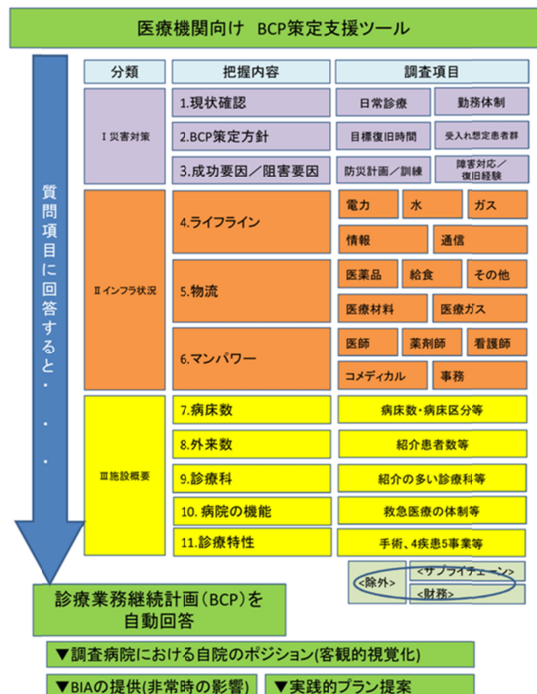 医療機関向け BCP策定支援ツール
分類
把握内容
調査項目
質問項目に回答すると・・・
Ⅰ災害対策
1.現状確認
日常診療
勤務体制
2.BCP策定方針
目標復旧時間
受入れ想定患者群
3.成功要因／阻害要因
防災計画／訓練
障害対応／
復旧経験
Ⅱインフラ状況
4.ライフライン
電力
水
ガス
情報
通信
5.物流
医薬品
給食
その他
医療材料
医療ガス
6.マンパワー
医師
薬剤師
看護師
コメディカル
事務
Ⅲ施設概要
7.病床数
病床数・病床区分等
8.外来数
紹介患者数等
9.診療科
紹介の多い診療科等
10. 病院の機能
救急医療の体制等
11.診療特性
手術、4疾患5事業等
<除外>
<サプライチェーン>
<財務>
診療業務継続計画(BCP)を
自動回答
▼調査病院における自院のポジション(客観的視覚化)
▼BIAの提供(非常時の影響)
▼実践的プラン提案